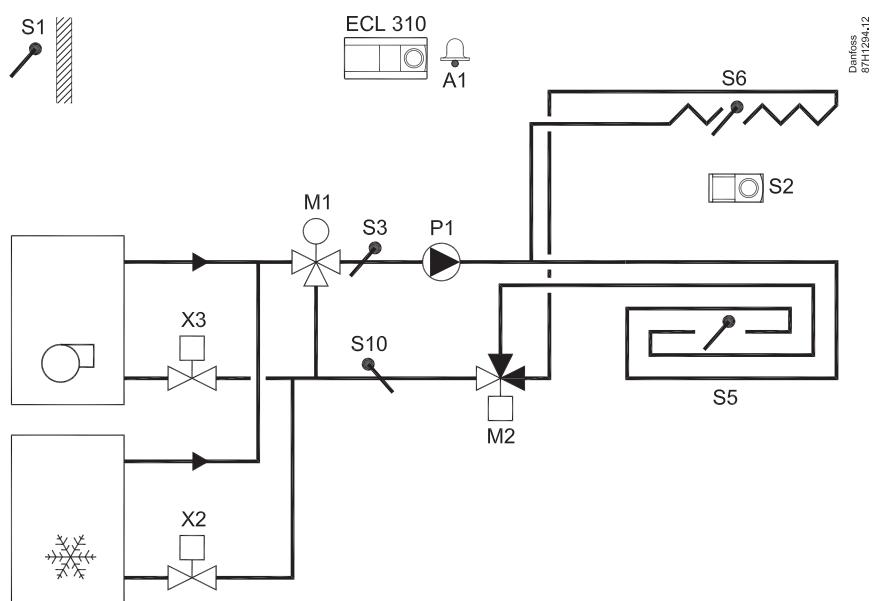 S1
ECL 310
A1
Danfoss
87H1294.12
S6
S2
M1
S3
P1
X3
S10
S5
M2
X2